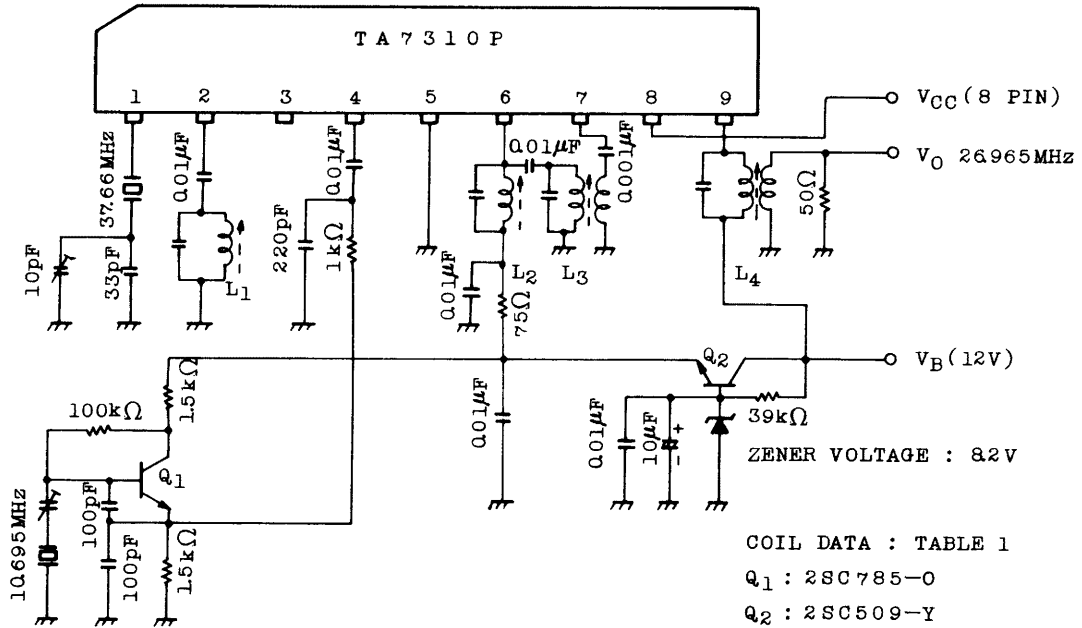 TA7310P
1 2 3 4 5 6 7 8 9
VCC(8 PIN)
VO 26.965MHz
37.66MHz
0.01μF
0.01μF
0.01μF
0.001μF
50Ω
10pF
33pF
L1
220pF
1kΩ
0.01μF
L2
75Ω
L3
L4
VB(12V)
Q2
1.5kΩ
100kΩ
Q1
0.01μF
0.01μF
10μF
+
-
39kΩ
ZENER VOLTAGE : 8.2V
10.695MHz
100pF
100pF
1.5kΩ
COIL DATA : TABLE 1
Q1 : 2SC785-O
Q2 : 2SC509-Y